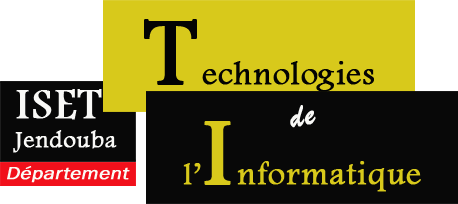 ISET
Jendouba
Département
Technologies
de
l'Informatique